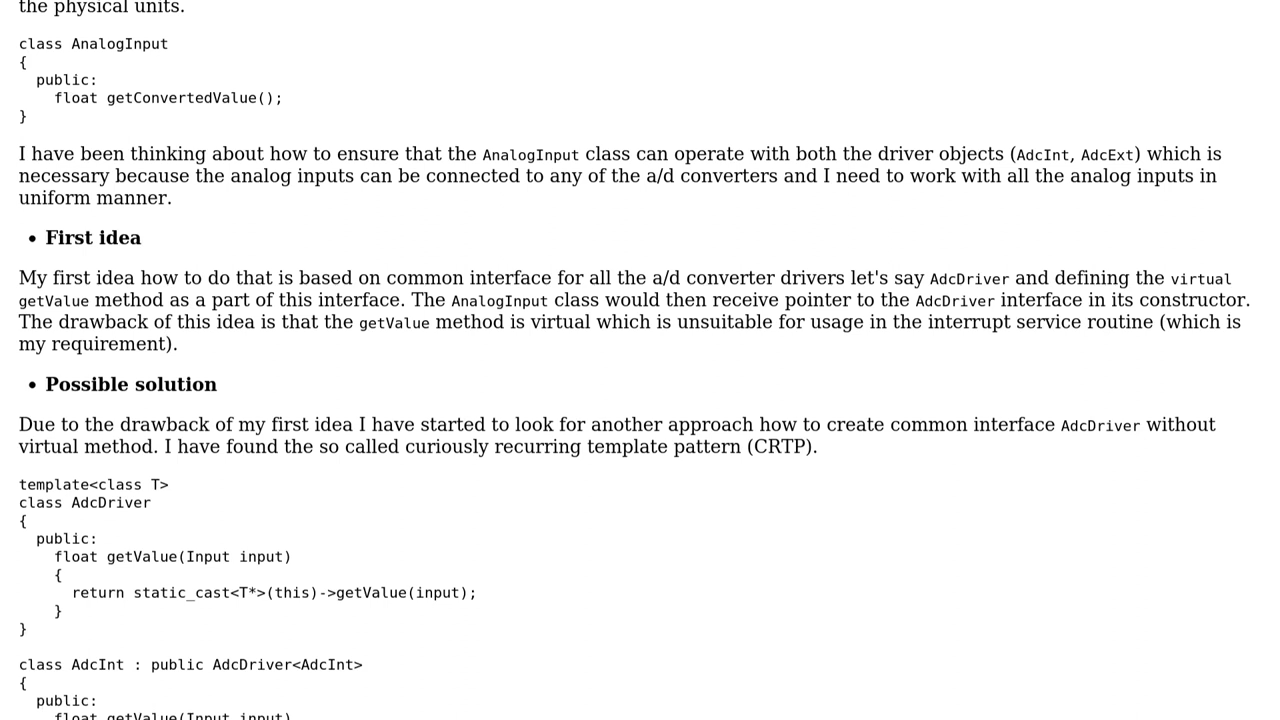 the physical units.
class AnalogInput
{
  public:
    float getConvertedValue();
}
I have been thinking about how to ensure that the AnalogInput class can operate with both the driver objects (AdcInt, AdcExt) which is
necessary because the analog inputs can be connected to any of the a/d converters and I need to work with all the analog inputs in
uniform manner.
• First idea
My first idea how to do that is based on common interface for all the a/d converter drivers let's say AdcDriver and defining the virtual
getValue method as a part of this interface. The AnalogInput class would then receive pointer to the AdcDriver interface in its constructor.
The drawback of this idea is that the getValue method is virtual which is unsuitable for usage in the interrupt service routine (which is
my requirement).
• Possible solution
Due to the drawback of my first idea I have started to look for another approach how to create common interface AdcDriver without
virtual method. I have found the so called curiously recurring template pattern (CRTP).
template<class T>
class AdcDriver
{
  public:
    float getValue(Input input)
    {
      return static_cast<T*>(this)->getValue(input);
    }
}
class AdcInt : public AdcDriver<AdcInt>
{
  public:
    float getValue(Input input)